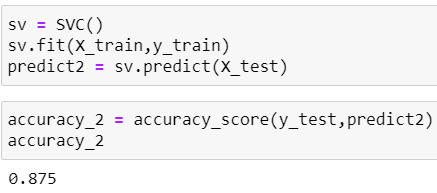 sv = SVC()
sv.fit(X_train,y_train)
predict2 = sv.predict(X_test)
accuracy_2 = accuracy_score(y_test,predict2)
accuracy_2
0.875